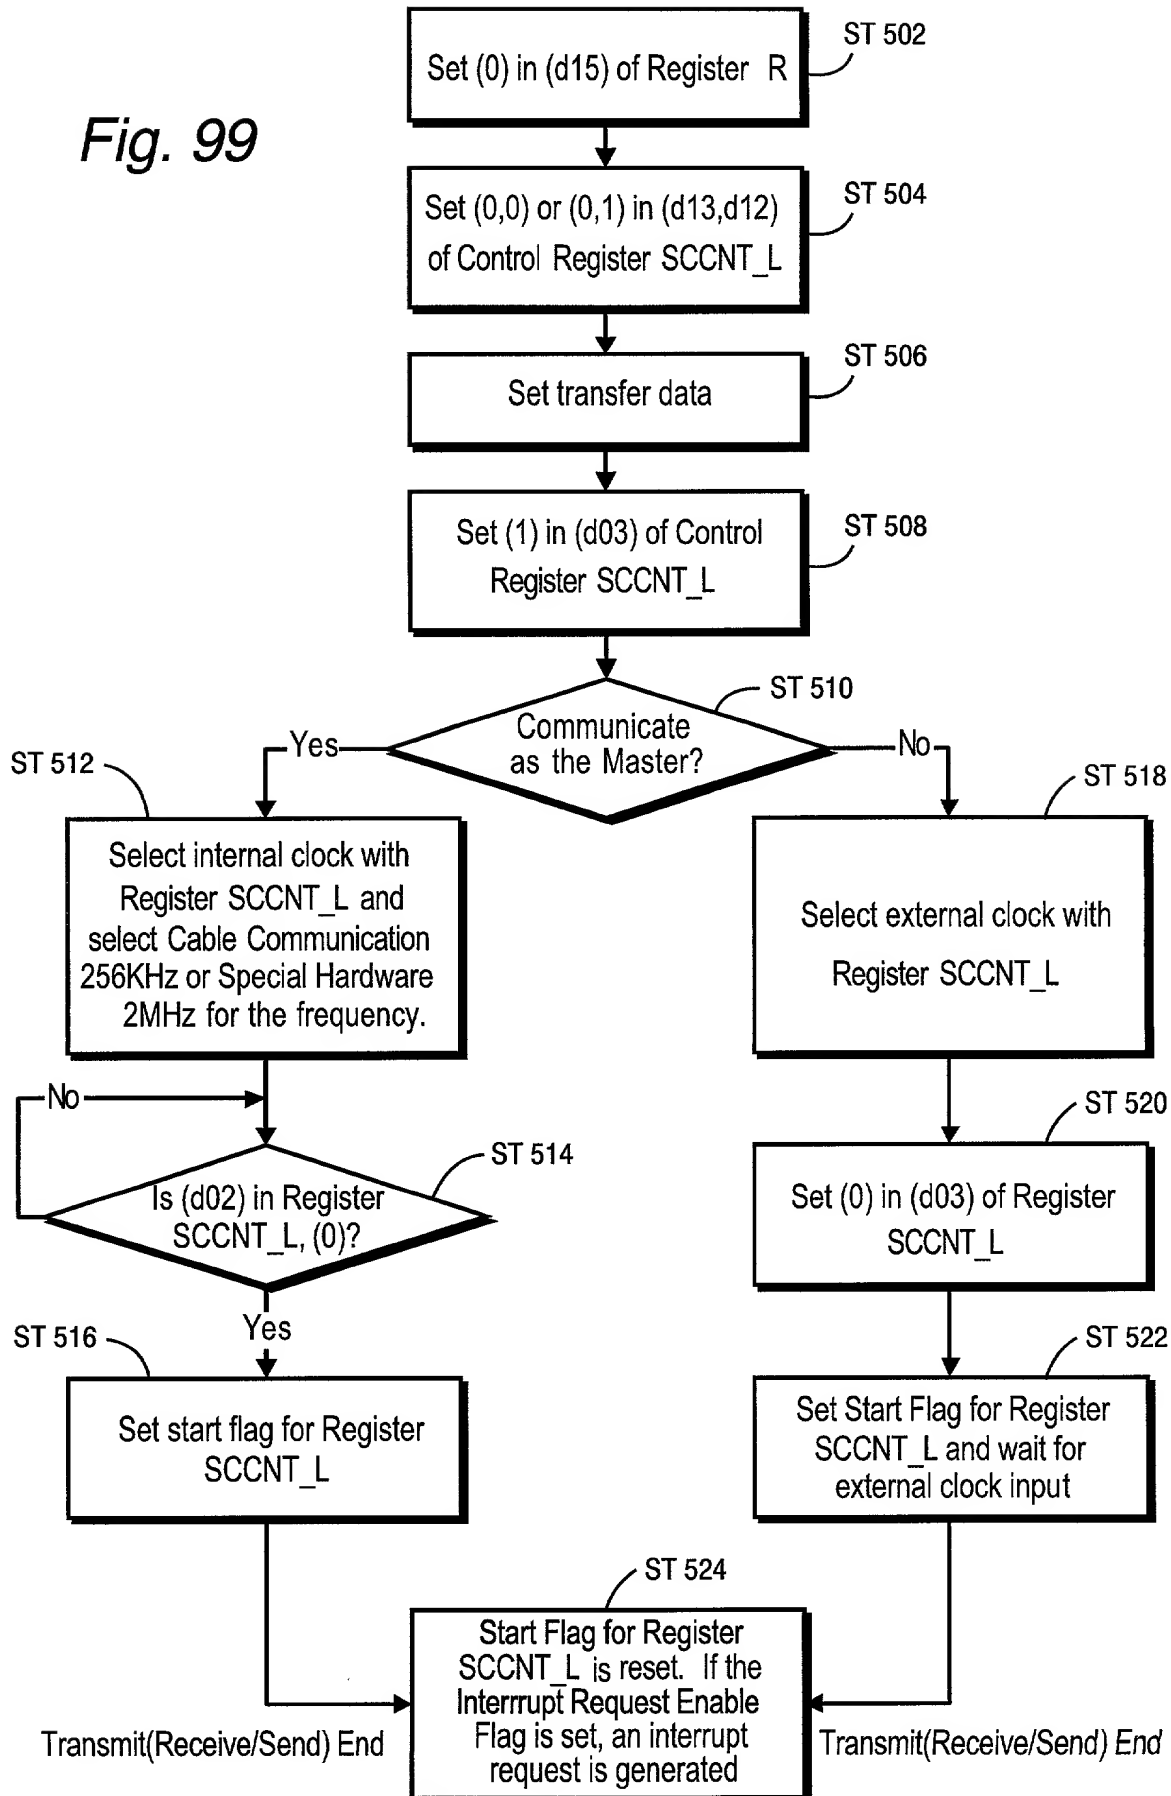 Fig. 99
Set (0) in (d15) of Register R
ST 502
Set (0,0) or (0,1) in (d13,d12)
of Control Register SCCNT_L
ST 504
Set transfer data
ST 506
Set (1) in (d03) of Control
Register SCCNT_L
ST 508
Communicate
as the Master?
ST 510
Yes
No
ST 512
Select internal clock with
Register SCCNT_L and
select Cable Communication
256KHz or Special Hardware
2MHz for the frequency.
ST 518
Select external clock with
Register SCCNT_L
No
Is (d02) in Register
SCCNT_L, (0)?
ST 514
Yes
ST 520
Set (0) in (d03) of Register
SCCNT_L
ST 516
Set start flag for Register
SCCNT_L
ST 522
Set Start Flag for Register
SCCNT_L and wait for
external clock input
ST 524
Start Flag for Register
SCCNT_L is reset. If the
Interrrupt Request Enable
Flag is set, an interrupt
request is generated
Transmit(Receive/Send) End
Transmit(Receive/Send) End